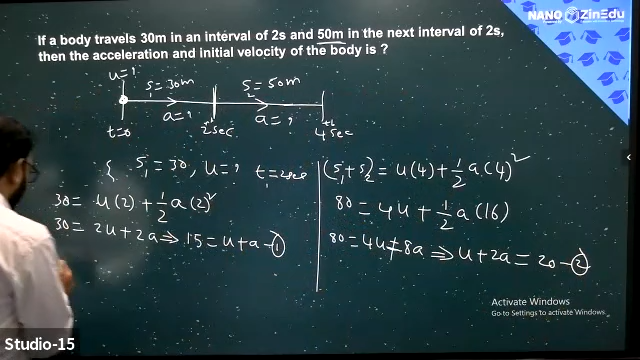 NANO ZinEdu
If a body travels 30m in an interval of 2s and 50m in the next interval of 2s,
then the acceleration and initial velocity of the body is ?
u=?
S₁=30m
S₂=50m
a=?
a=?
t=0
2sec
4sec
S₁=30, u=?, t₁=2sec
30= u(2)+1/2 a(2)²
30= 2u+2a ⇒ 15=u+a-①
(S₁+S₂)=u(4)+1/2 a(4)²
80=4u+1/2 a(16)
80=4u+8a ⇒ u+2a=20-②
Activate Windows
Go to Settings to activate Windows.
Studio-15